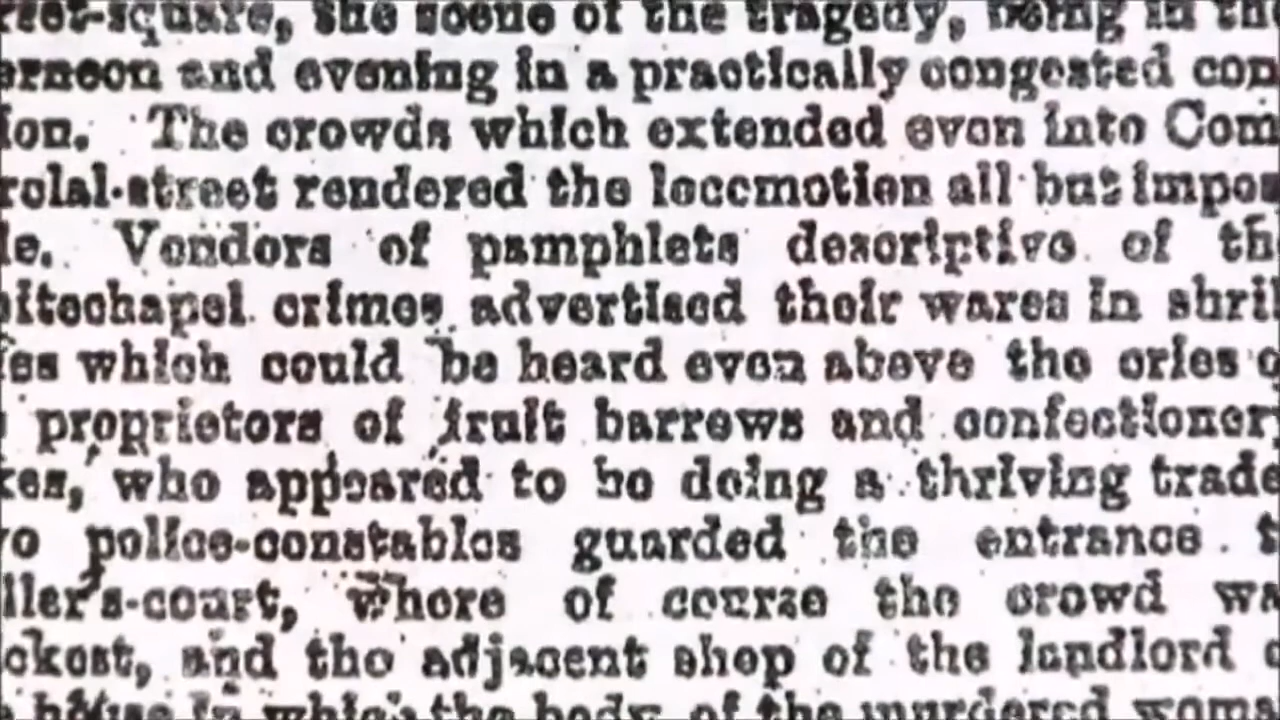 reet-square, the scene of the tragedy, being in the
ernoon and evening in a practically congested con
ion. The crowds which extended even into Com
rcial-street rendered the locomotion all but impos
le. Vendors of pamphlets descriptive of th
itechapel crimes advertised their wares in shril
es which could be heard even above the cries o
proprietors of fruit barrows and confectioner
kes, who appeared to be doing a thriving trade
o police-constables guarded the entrance t
ller's-court, where of course the crowd wa
ckest, and the adjacent shop of the landlord o
house in which the body of the murdered woma